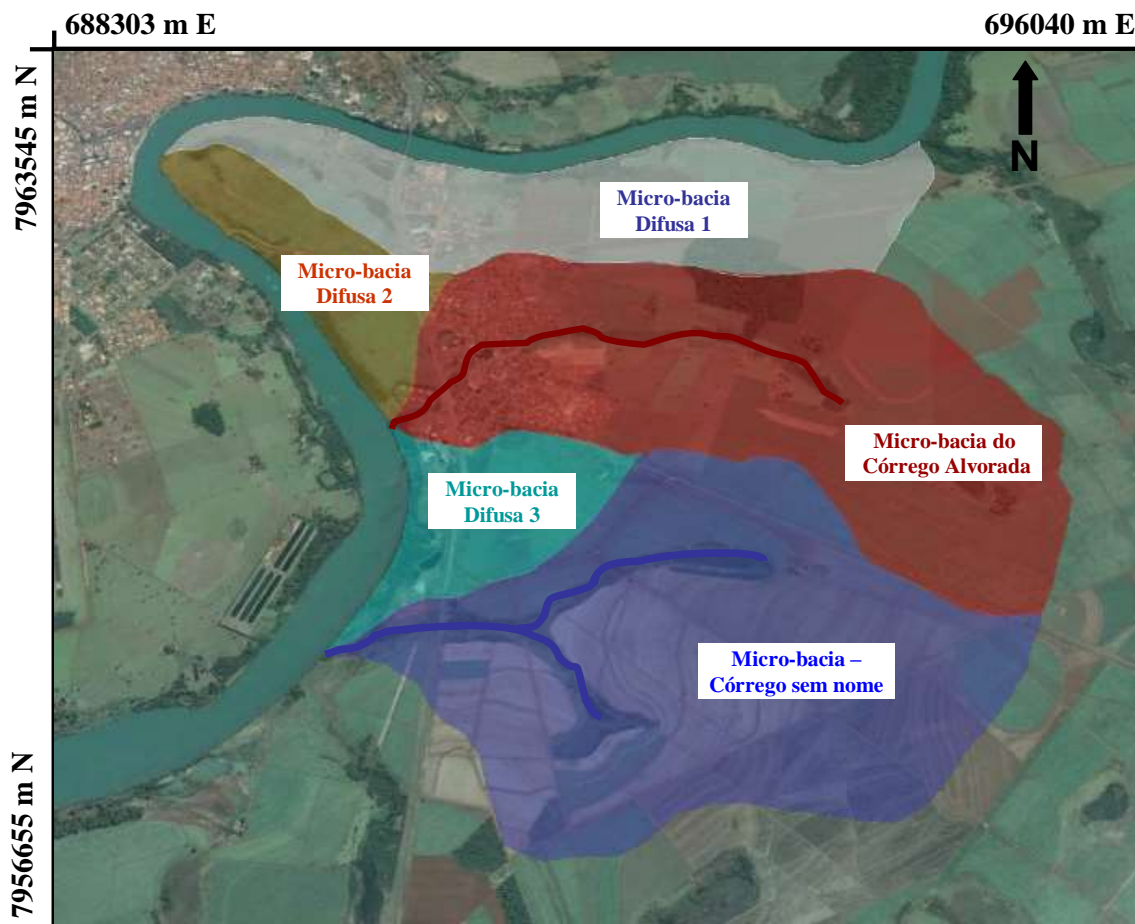 688303 m E
696040 m E
7963545 m N
N
Micro-bacia
Difusa 1
Micro-bacia
Difusa 2
Micro-bacia do
Córrego Alvorada
Micro-bacia
Difusa 3
Micro-bacia –
Córrego sem nome
7956655 m N